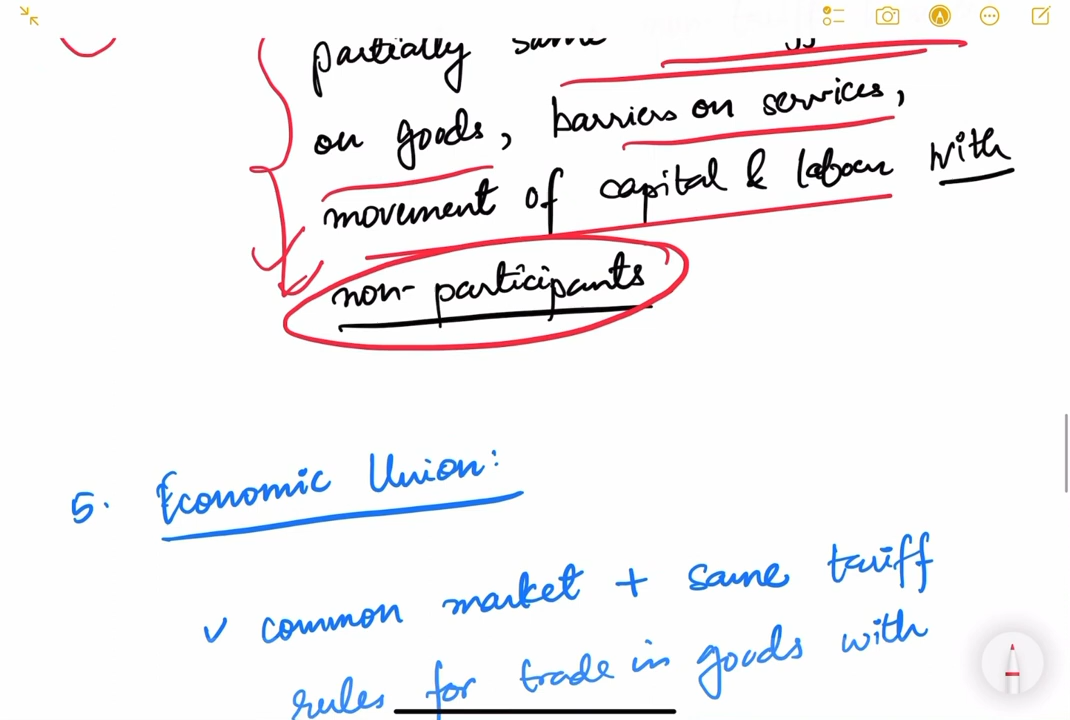 partially same
on goods, barriers on services,
movement of capital & labour with
non-participants
5. Economic Union:
✓ common market + same tariff
rules for trade in goods with